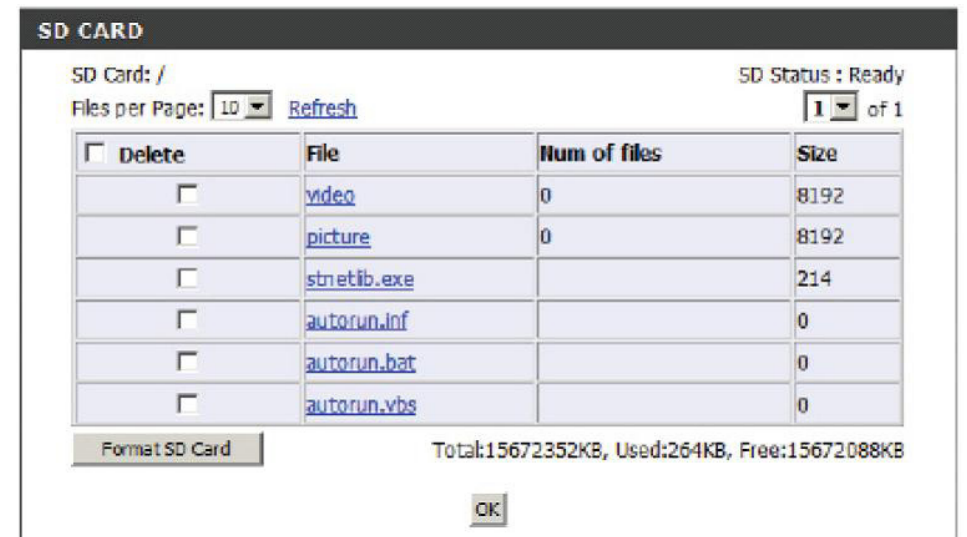 SD CARD
SD Card: / SD Status : Ready
Files per Page: 10 Refresh 1 of 1
Delete File Num of files Size
video 0 8192
picture 0 8192
stnetlib.exe 214
autorun.inf 0
autorun.bat 0
autorun.vbs 0
Format SD Card Total:15672352KB, Used:264KB, Free:15672088KB
OK